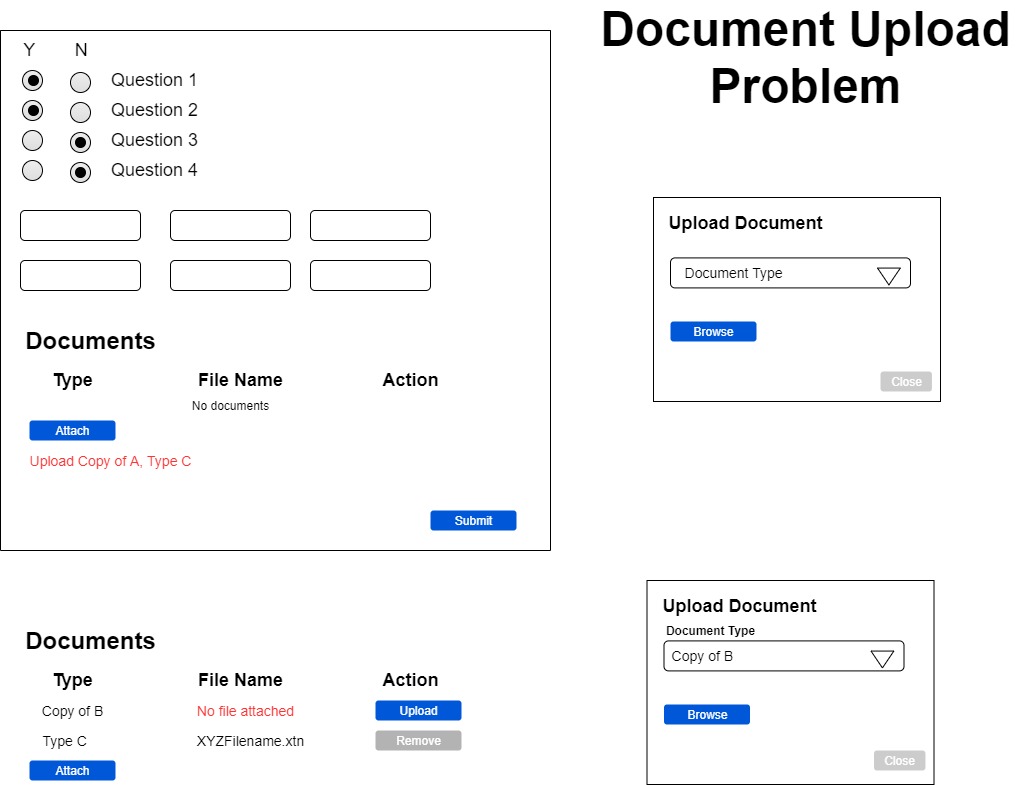 Document Upload
Problem
Y N
Question 1
Question 2
Question 3
Question 4
Documents
Type File Name Action
No documents
Attach
Upload Copy of A, Type C
Submit
Upload Document
Document Type
Browse
Close
Documents
Type File Name Action
Copy of B No file attached Upload
Type C XYZFilename.xtn Remove
Attach
Upload Document
Document Type
Copy of B
Browse
Close